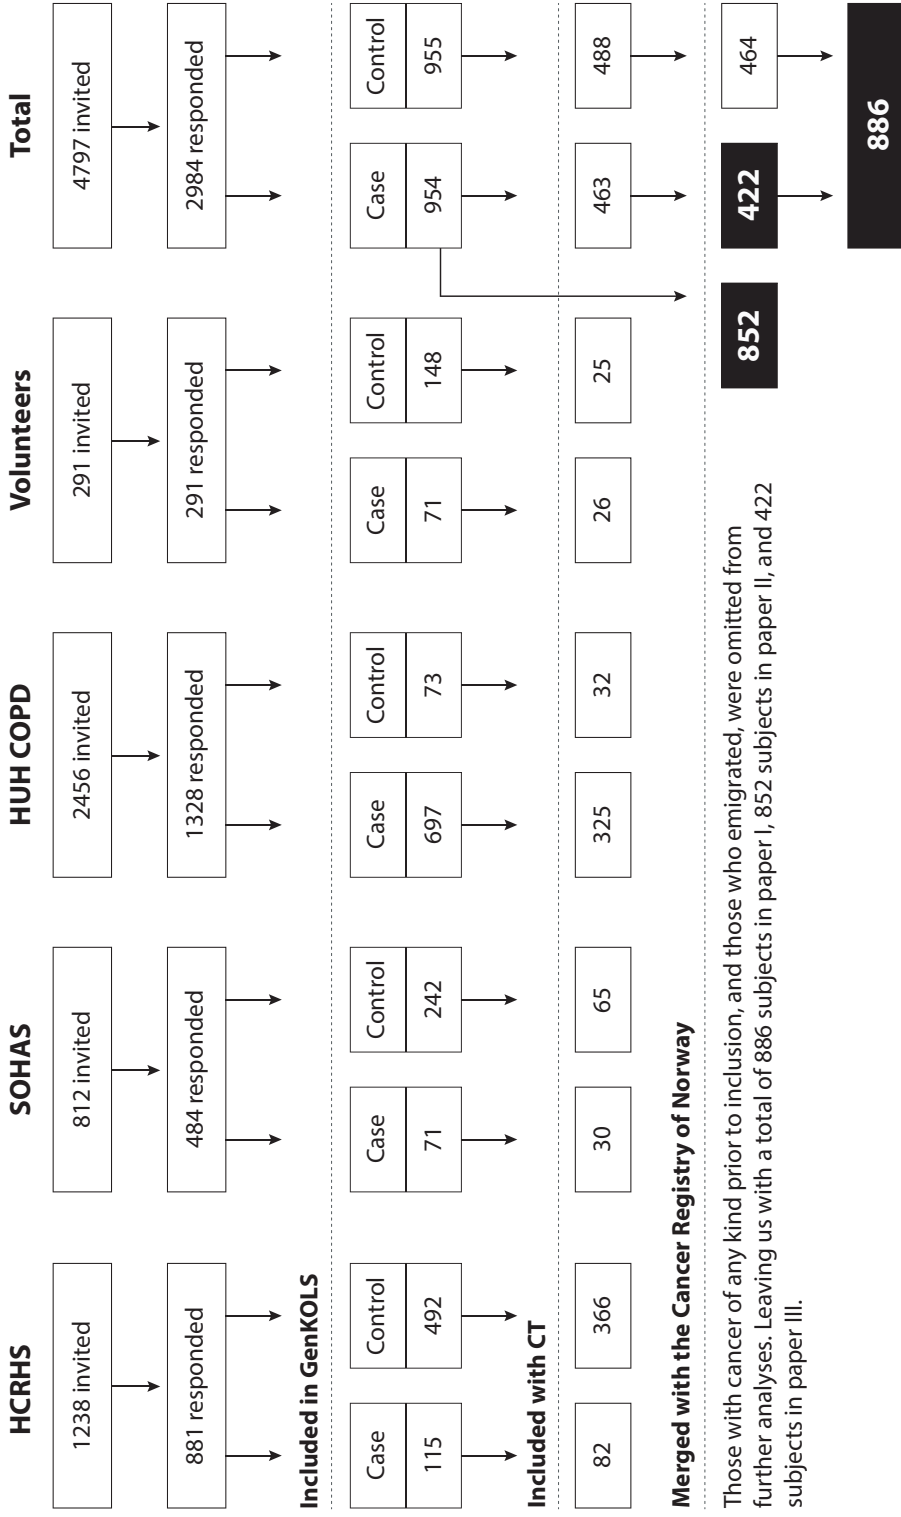 HCRHS
SOHAS
HUH COPD
Volunteers
Total
1238 invited
812 invited
2456 invited
291 invited
4797 invited
881 responded
484 responded
1328 responded
291 responded
2984 responded
Included in GenKOLS
Case
Control
Case
Control
Case
Control
Case
Control
Case
Control
115
492
71
242
697
73
71
148
954
955
Included with CT
82
366
30
65
325
32
26
25
463
488
Merged with the Cancer Registry of Norway
Those with cancer of any kind prior to inclusion, and those who emigrated, were omitted from
further analyses. Leaving us with a total of 886 subjects in paper I, 852 subjects in paper II, and 422
subjects in paper III.
852
422
464
886